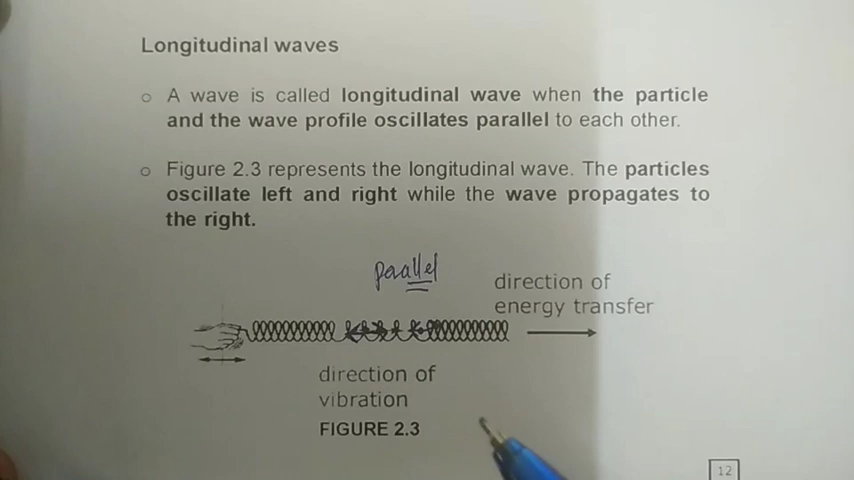 Longitudinal waves
○ A wave is called longitudinal wave when the particle
and the wave profile oscillates parallel to each other.
○ Figure 2.3 represents the longitudinal wave. The particles
oscillate left and right while the wave propagates to
the right.
parallel
direction of
energy transfer
direction of
vibration
FIGURE 2.3
12